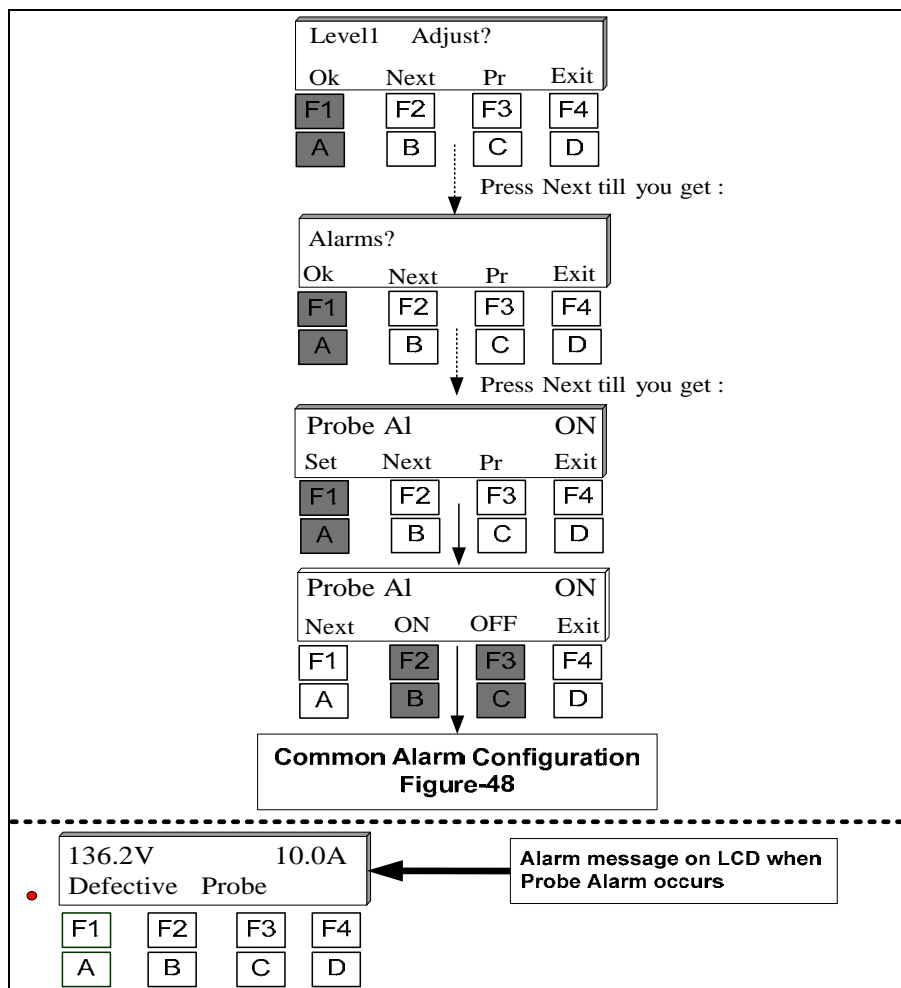 Level1 Adjust?
Ok Next Pr Exit
F1 F2 F3 F4
A B C D
Press Next till you get :
Alarms?
Ok Next Pr Exit
F1 F2 F3 F4
A B C D
Press Next till you get :
Probe Al ON
Set Next Pr Exit
F1 F2 F3 F4
A B C D
Probe Al ON
Next ON OFF Exit
F1 F2 F3 F4
A B C D
Common Alarm Configuration
Figure-48
136.2V 10.0A
Defective Probe
Alarm message on LCD when
Probe Alarm occurs
F1 F2 F3 F4
A B C D